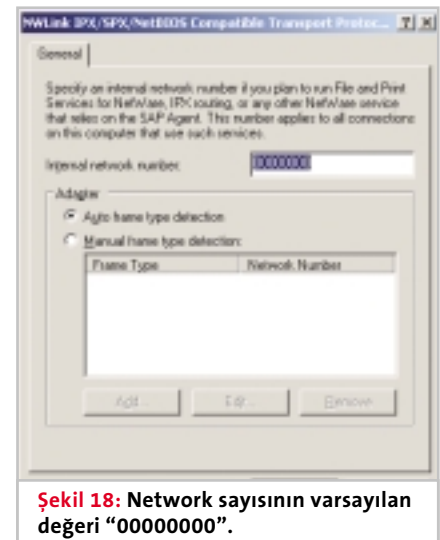 NWLink IPX/SPX/NetBIOS Compatible Transport Protoc... ? X
General
Specify an internal network number if you plan to run File and Print
Services for NetWare, IPX routing, or any other NetWare service
that relies on the SAP Agent. This number applies to all connections
on this computer that use such services.
Internal network number: 00000000
Adapter
Auto frame type detection
Manual frame type detection:
Frame Type Network Number
Add... Edit... Remove
Şekil 18: Network sayısının varsayılan
değeri “00000000”.